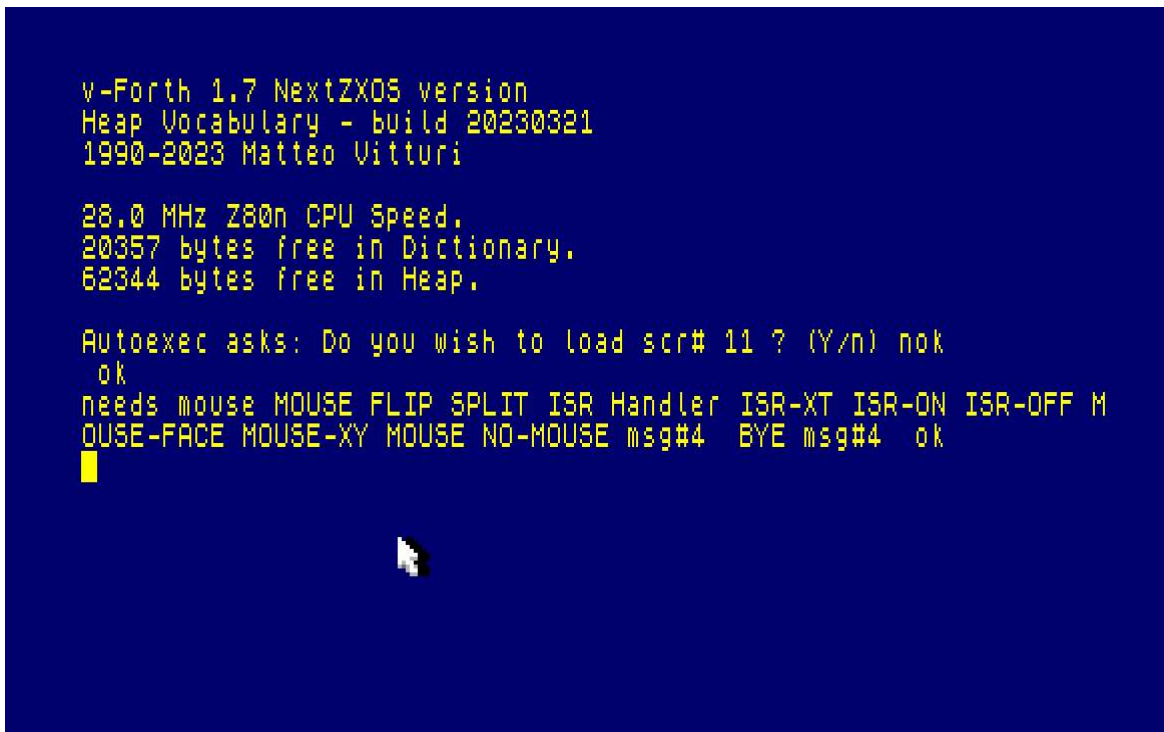 v-Forth 1.7 NextZXOS version
Heap Vocabulary - build 20230321
1990-2023 Matteo Vitturi
28.0 MHz Z80n CPU Speed.
20357 bytes free in Dictionary.
62344 bytes free in Heap.
Autoexec asks: Do you wish to load scr# 11 ? (Y/n) nok
ok
needs mouse MOUSE FLIP SPLIT ISR Handler ISR-XT ISR-ON ISR-OFF M
OUSE-FACE MOUSE-XY MOUSE NO-MOUSE msg#4  BYE msg#4  ok